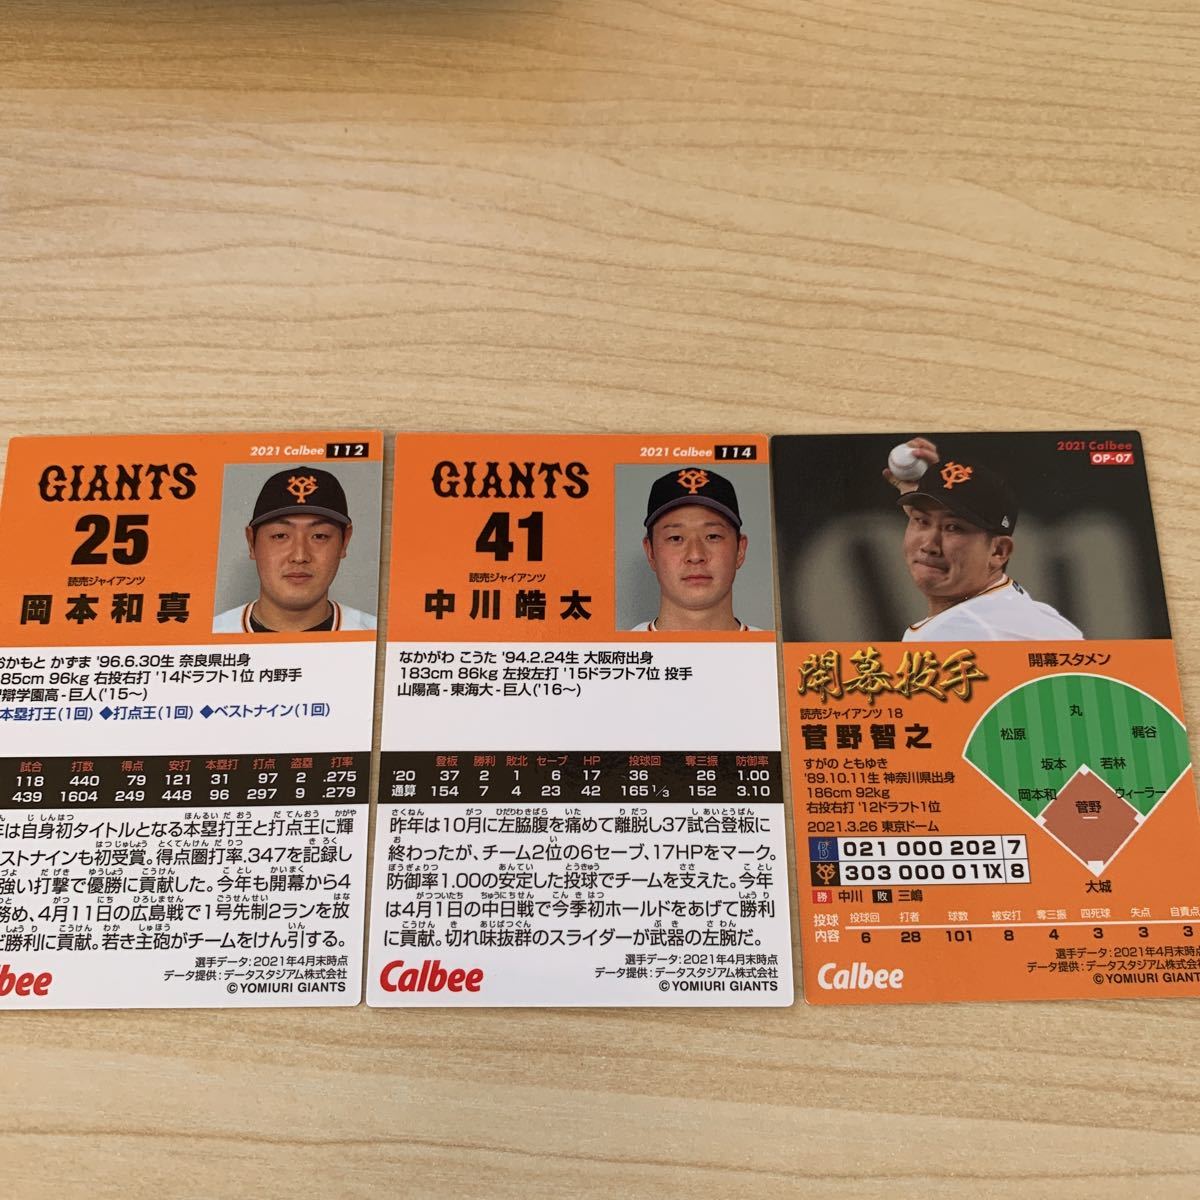 2021 Calbee 112
GIANTS
25
読売ジャイアンツ
岡本和真
おかもと かずま '96.6.30生 奈良県出身
85cm 96kg 右投右打 '14ドラフト1位 内野手
辯学園高-巨人('15〜)
本塁打王(1回) ◆打点王(1回) ◆ベストナイン(1回)
試合 打数 得点 安打 本塁打 打点 盗塁 打率
118 440 79 121 31 97 2 .275
439 1604 249 448 96 297 9 .279
は自身初タイトルとなる本塁打王と打点王に輝
ストナインも初受賞。得点圏打率.347を記録し
強い打撃で優勝に貢献した。今年も開幕から4
務め、4月11日の広島戦で1号先制2ランを放
勝利に貢献。若き主砲がチームをけん引する。
選手データ:2021年4月末時点
データ提供:データスタジアム株式会社
©YOMIURI GIANTS
bee
2021 Calbee 114
GIANTS
41
読売ジャイアンツ
中川皓太
なかがわ こうた '94.2.24生 大阪府出身
183cm 86kg 左投左打 '15ドラフト7位 投手
山陽高-東海大-巨人('16〜)
登板 勝利 敗北 セーブ HP 投球回 奪三振 防御率
'20 37 2 1 6 17 36 26 1.00
通算 154 7 4 23 42 165 1/3 152 3.10
昨年は10月に左脇腹を痛めて離脱し37試合登板に
終わったが、チーム2位の6セーブ、17HPをマーク。
防御率1.00の安定した投球でチームを支えた。今年
は4月1日の中日戦で今季初ホールドをあげて勝利
に貢献。切れ味抜群のスライダーが武器の左腕だ。
選手データ:2021年4月末時点
データ提供:データスタジアム株式会社
©YOMIURI GIANTS
Calbee
2021 Calbee
OP-07
開幕投手
読売ジャイアンツ 18
菅野智之
すがの ともゆき
'89.10.11生 神奈川県出身
186cm 92kg
右投右打 '12ドラフト1位
2021.3.26 東京ドーム
開幕スタメン
丸
松原 梶谷
坂本 若林
岡本和 菅野 ウィーラー
大城
B 021 000 202 7
303 000 011X 8
勝 中川 敗 三嶋
投球内容
投球回 打者 球数 被安打 奪三振 四死球 失点 自責点
6 28 101 8 4 3 3 3
選手データ:2021年4月末時点
データ提供:データスタジアム株式会社
©YOMIURI GIANTS
Calbee